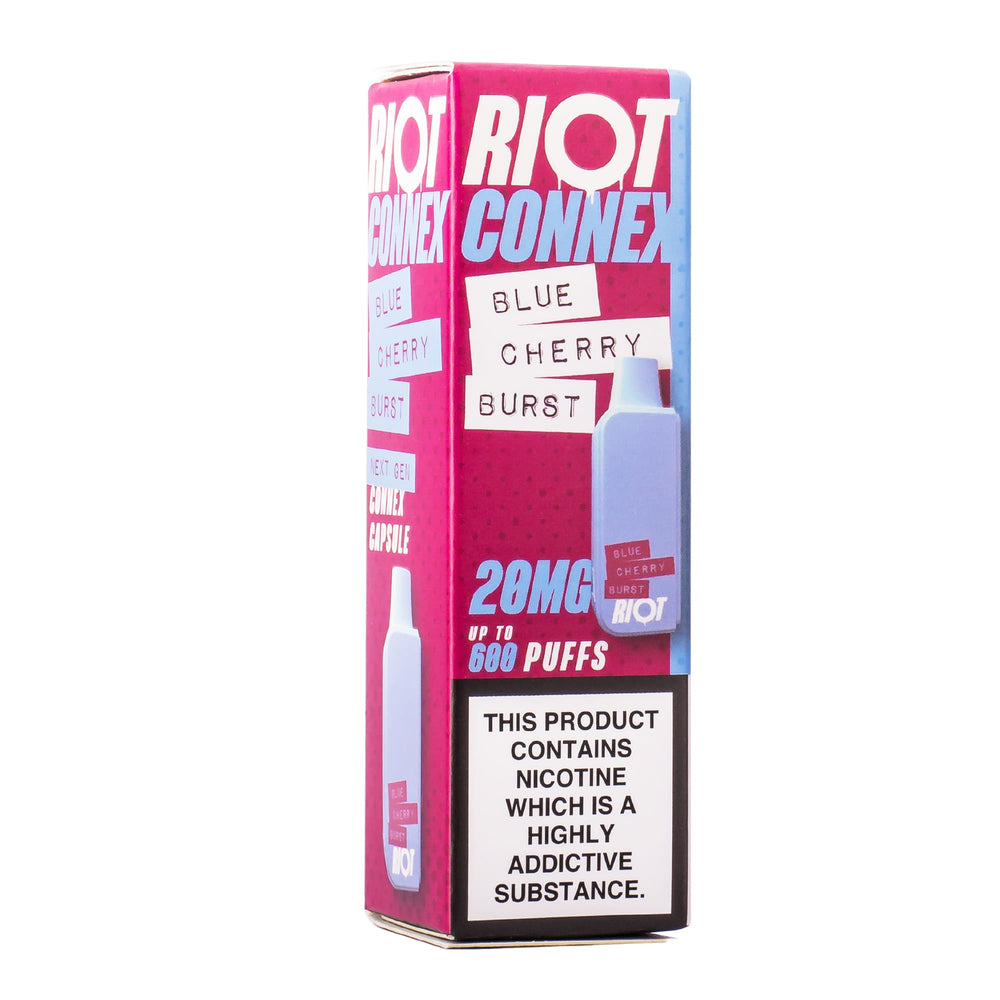 RIOT
CONNEX
BLUE
CHERRY
BURST
NEXT GEN
CONNEX
CAPSULE
BLUE
CHERRY
BURST
RIOT
RIOT
CONNEX
BLUE
CHERRY
BURST
BLUE
CHERRY
BURST
RIOT
20MG
UP TO
600 PUFFS
THIS PRODUCT
CONTAINS
NICOTINE
WHICH IS A
HIGHLY
ADDICTIVE
SUBSTANCE.